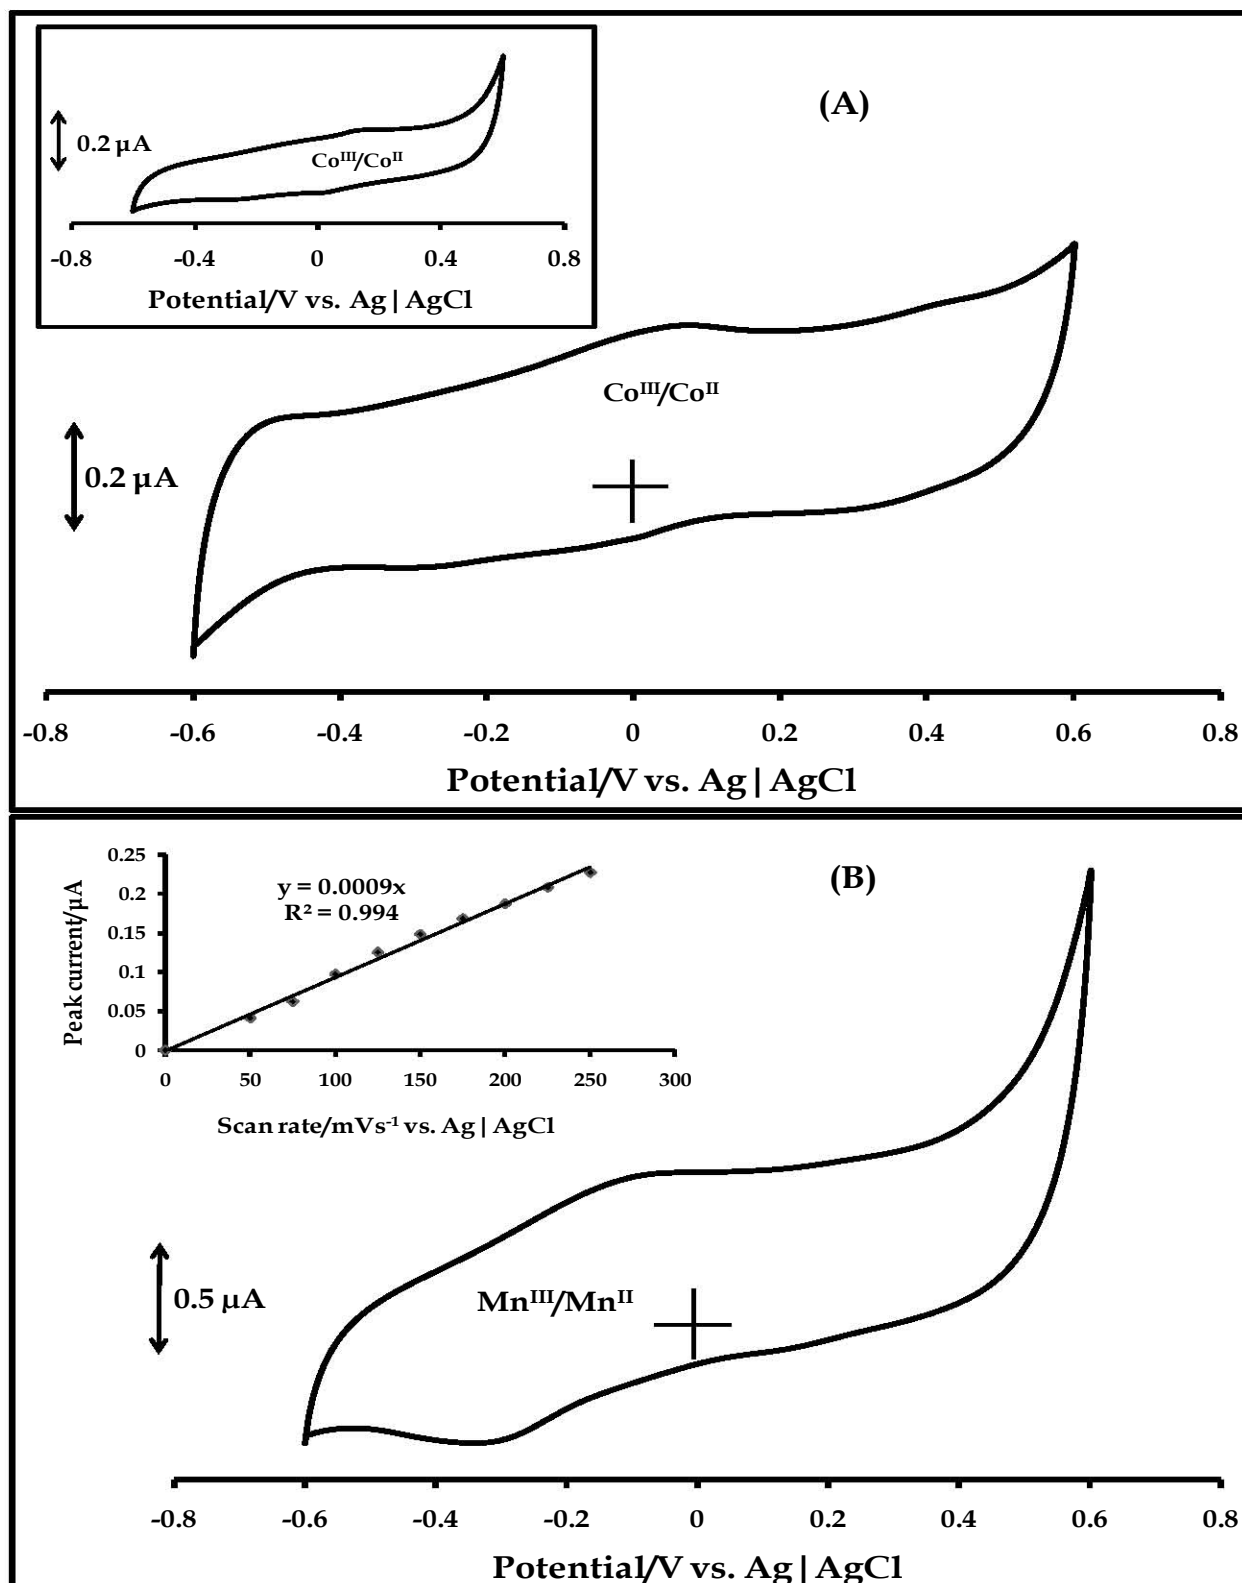 (A)
0.2 µA
Co^III/Co^II
-0.8 -0.4 0 0.4 0.8
Potential/V vs. Ag | AgCl
Co^III/Co^II
0.2 µA
-0.8 -0.6 -0.4 -0.2 0 0.2 0.4 0.6 0.8
Potential/V vs. Ag | AgCl
(B)
0.25
0.2
0.15
0.1
0.05
0
Peak current/µA
y = 0.0009x
R² = 0.994
0 50 100 150 200 250 300
Scan rate/mVs⁻¹ vs. Ag | AgCl
0.5 µA
Mn^III/Mn^II
-0.8 -0.6 -0.4 -0.2 0 0.2 0.4 0.6 0.8
Potential/V vs. Ag | AgCl